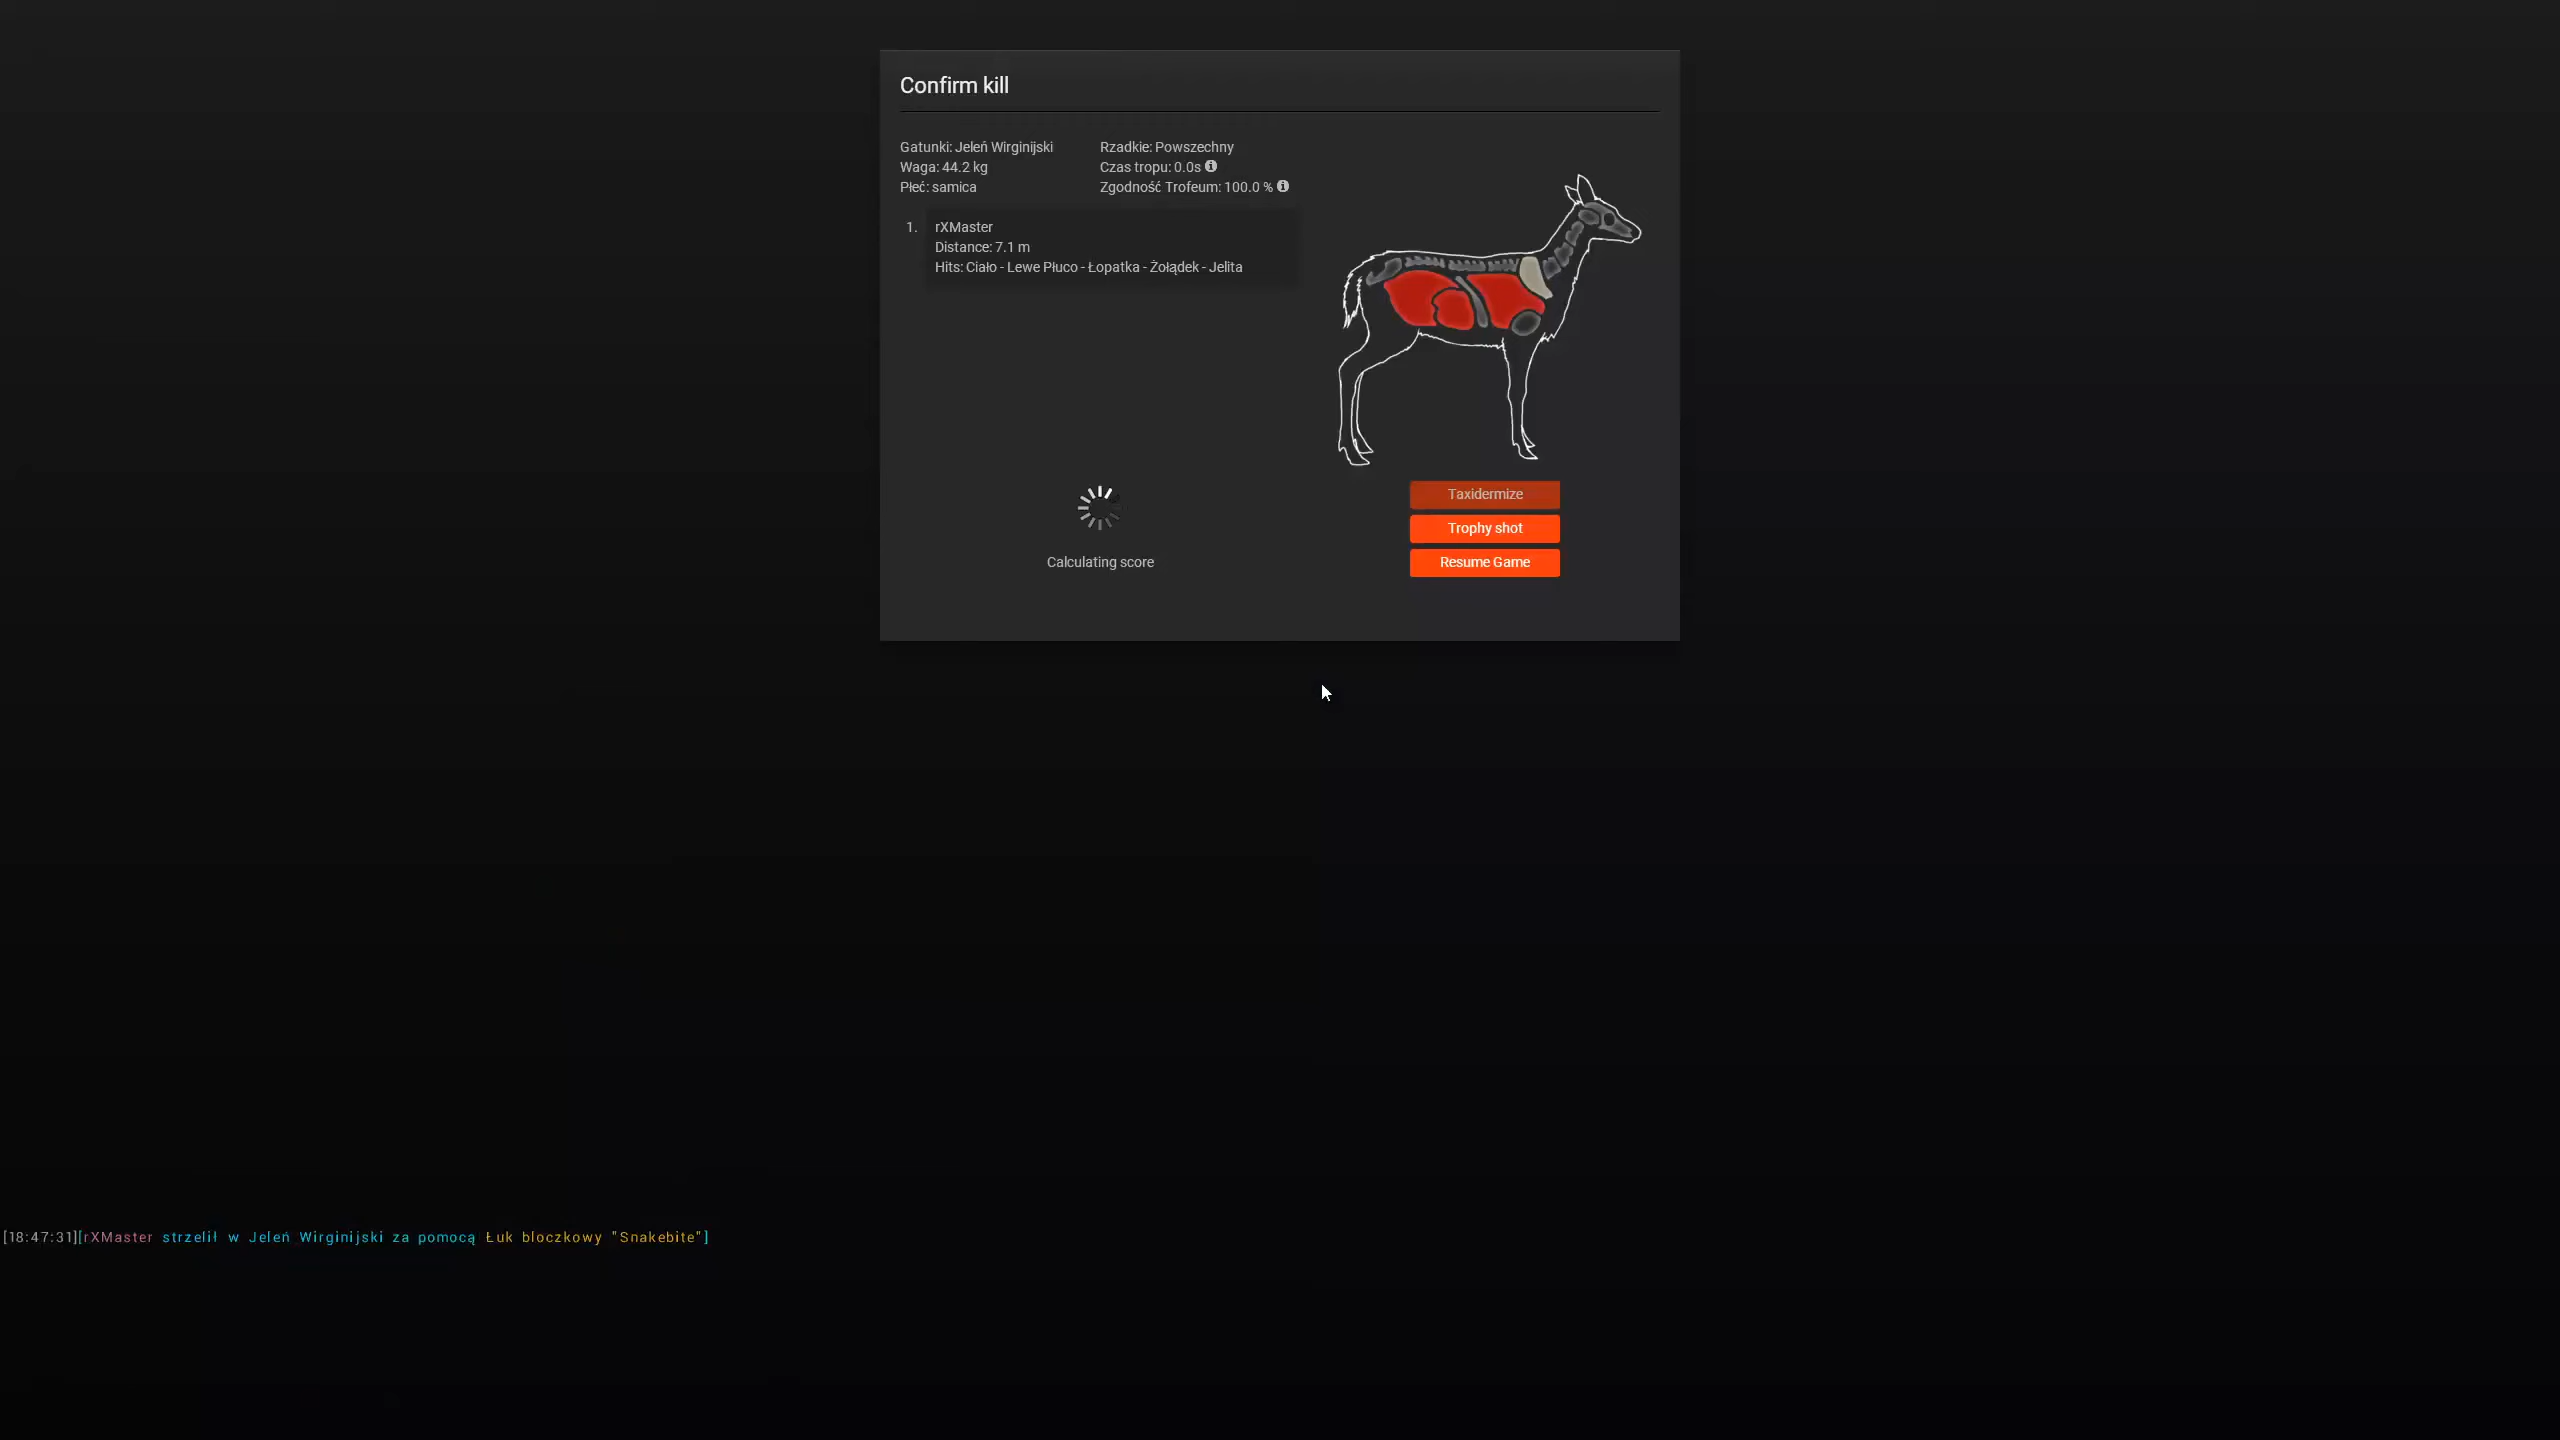 Confirm kill
Gatunki: Jeleń Wirginijski
Rzadkie: Powszechny
Waga: 44.2 kg
Czas tropu: 0.0s
Płeć: samica
Zgodność Trofeum: 100.0 %
1. rXMaster
Distance: 7.1 m
Hits: Ciało - Lewe Płuco - Łopatka - Żołądek - Jelita
Taxidermize
Trophy shot
Calculating score
Resume Game
[18:47:31][rXMaster strzelił w Jeleń Wirginijski za pomocą Łuk bloczkowy "Snakebite"]